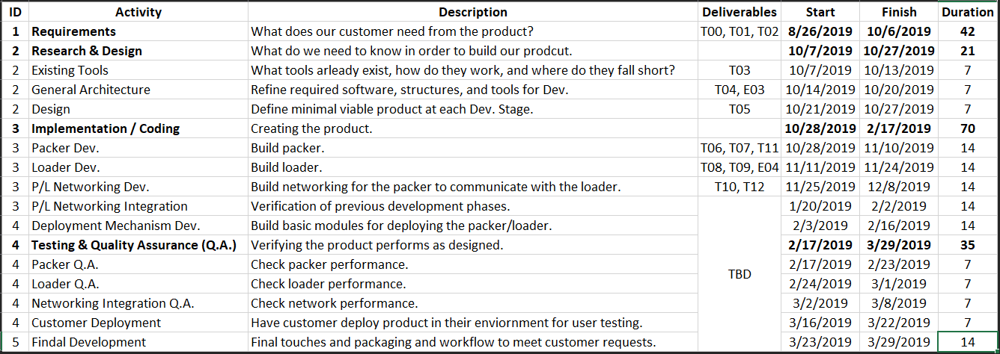 ID Activity Description Deliverables Start Finish Duration
1 Requirements What does our customer need from the product? T00, T01, T02 8/26/2019 10/6/2019 42
2 Research & Design What do we need to know in order to build our prodcut. 10/7/2019 10/27/2019 21
2 Existing Tools What tools arleady exist, how do they work, and where do they fall short? T03 10/7/2019 10/13/2019 7
2 General Architecture Refine required software, structures, and tools for Dev. T04, E03 10/14/2019 10/20/2019 7
2 Design Define minimal viable product at each Dev. Stage. T05 10/21/2019 10/27/2019 7
3 Implementation / Coding Creating the product. 10/28/2019 2/17/2019 70
3 Packer Dev. Build packer. T06, T07, T11 10/28/2019 11/10/2019 14
3 Loader Dev. Build loader. T08, T09, E04 11/11/2019 11/24/2019 14
3 P/L Networking Dev. Build networking for the packer to communicate with the loader. T10, T12 11/25/2019 12/8/2019 14
3 P/L Networking Integration Verification of previous development phases. 1/20/2019 2/2/2019 14
4 Deployment Mechanism Dev. Build basic modules for deploying the packer/loader. 2/3/2019 2/16/2019 14
4 Testing & Quality Assurance (Q.A.) Verifying the product performs as designed. 2/17/2019 3/29/2019 35
4 Packer Q.A. Check packer performance. 2/17/2019 2/23/2019 7
TBD
4 Loader Q.A. Check loader performance. 2/24/2019 3/1/2019 7
4 Networking Integration Q.A. Check network performance. 3/2/2019 3/8/2019 7
4 Customer Deployment Have customer deploy product in their enviornment for user testing. 3/16/2019 3/22/2019 7
5 Findal Development Final touches and packaging and workflow to meet customer requests. 3/23/2019 3/29/2019 14